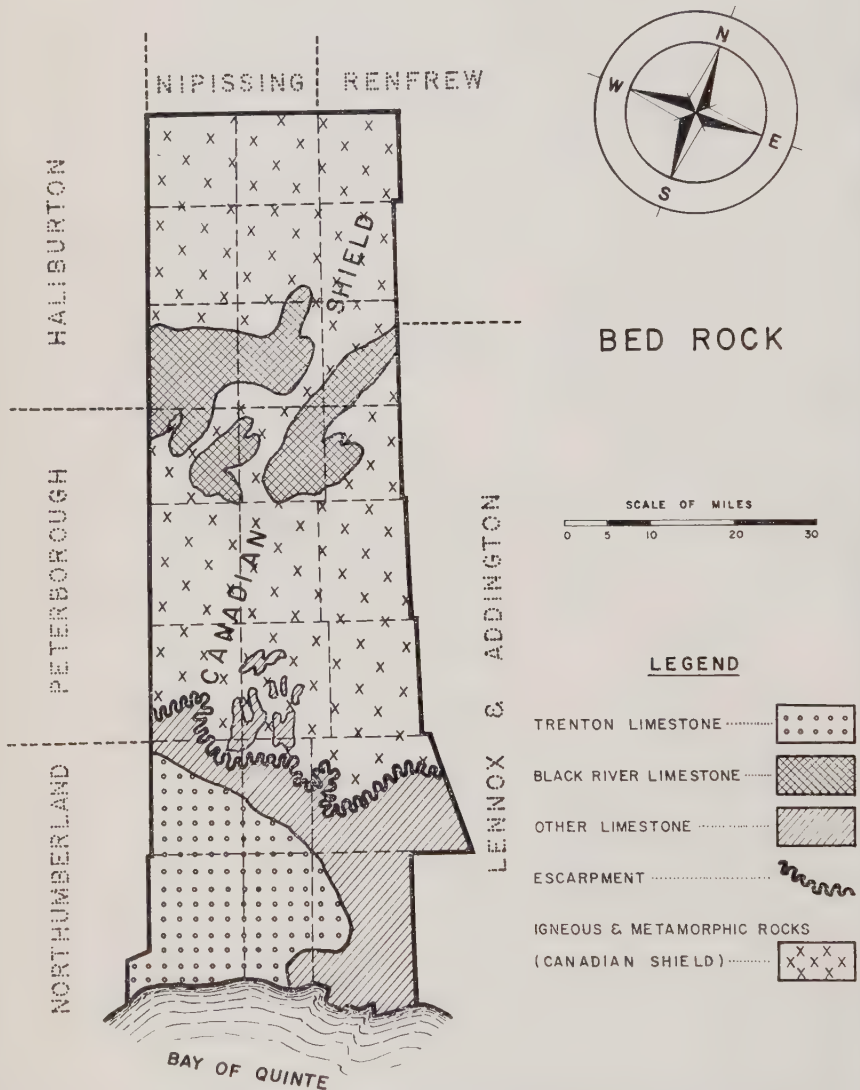 NIPISSING RENFREW
N
W
E
S
HALIBURTON
SHIELD
BED ROCK
SCALE OF MILES
0 5 10 20 30
PETERBOROUGH
CANADIAN
LENNOX & ADDINGTON
LEGEND
TRENTON LIMESTONE
BLACK RIVER LIMESTONE
OTHER LIMESTONE
ESCARPMENT
IGNEOUS & METAMORPHIC ROCKS
(CANADIAN SHIELD)
NORTHUMBERLAND
BAY OF QUINTE